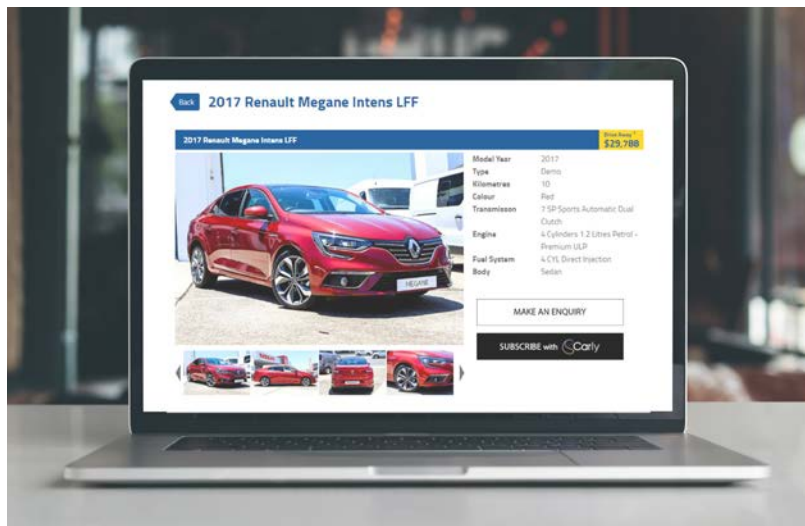 Back
2017 Renault Megane Intens LFF
2017 Renault Megane Intens LFF
Drive Away *
$29,788
Model Year 2017
Type Demo
Kilometres 10
Colour Red
Transmisson 7 SP Sports Automatic Dual
Clutch
Engine 4 Cylinders 1.2 Litres Petrol -
Premium ULP
Fuel System 4 CYL Direct Injection
Body Sedan
MEGANE
MAKE AN ENQUIRY
SUBSCRIBE with Carly